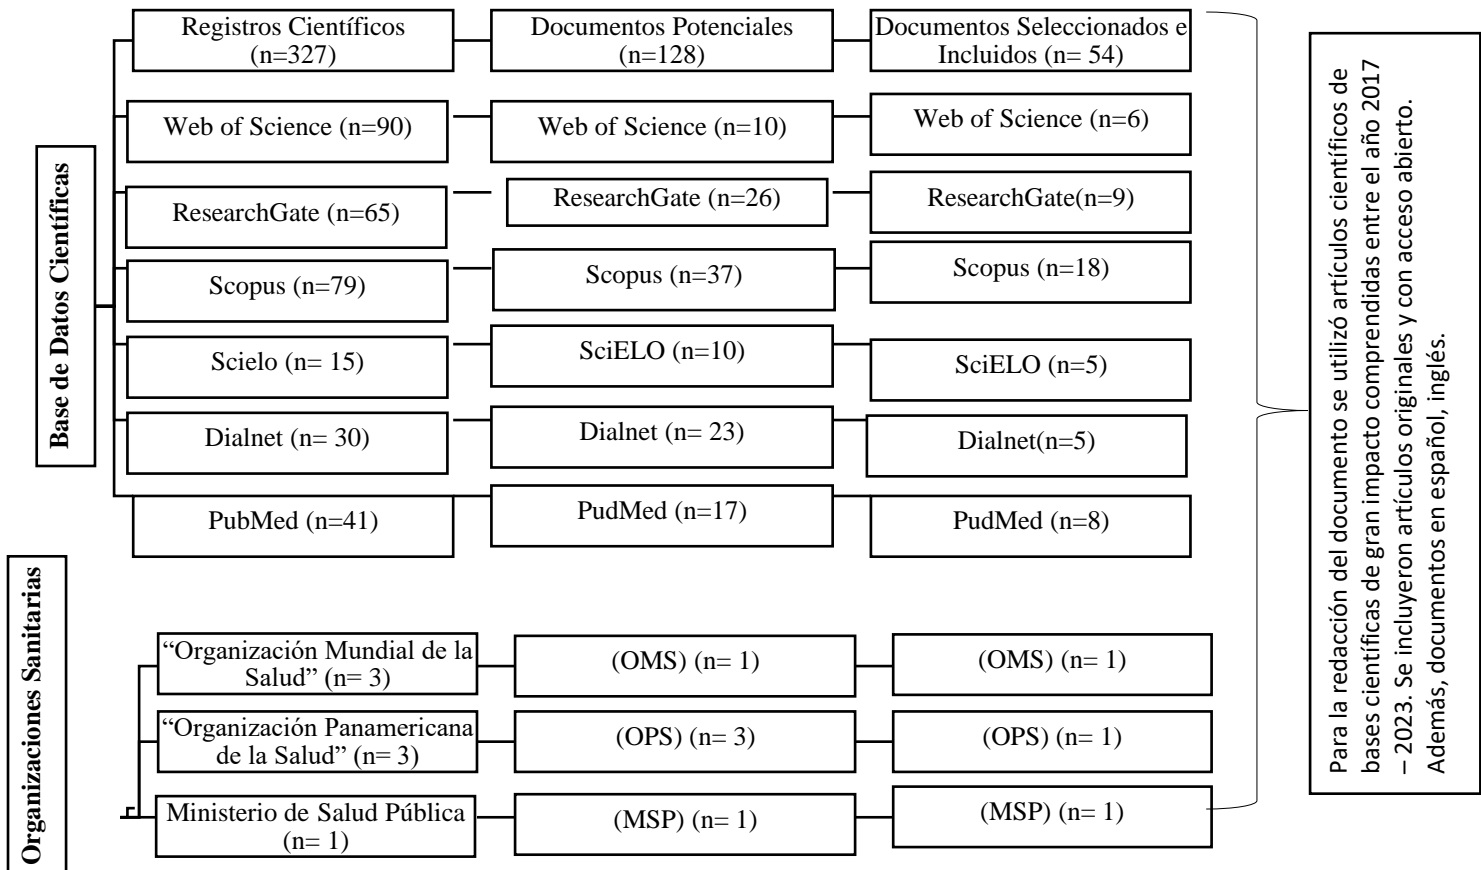 Base de Datos Científicas
Registros Científicos
(n=327)
Documentos Potenciales
(n=128)
Documentos Seleccionados e
Incluidos (n= 54)
Web of Science (n=90)
Web of Science (n=10)
Web of Science (n=6)
ResearchGate (n=65)
ResearchGate (n=26)
ResearchGate(n=9)
Scopus (n=79)
Scopus (n=37)
Scopus (n=18)
Scielo (n= 15)
SciELO (n=10)
SciELO (n=5)
Dialnet (n= 30)
Dialnet (n= 23)
Dialnet(n=5)
PubMed (n=41)
PudMed (n=17)
PudMed (n=8)
Organizaciones Sanitarias
“Organización Mundial de la
Salud” (n= 3)
(OMS) (n= 1)
(OMS) (n= 1)
“Organización Panamericana
de la Salud” (n= 3)
(OPS) (n= 3)
(OPS) (n= 1)
Ministerio de Salud Pública
(n= 1)
(MSP) (n= 1)
(MSP) (n= 1)
Para la redacción del documento se utilizó artículos científicos de
bases científicas de gran impacto comprendidas entre el año 2017
– 2023. Se incluyeron artículos originales y con acceso abierto.
Además, documentos en español, inglés.